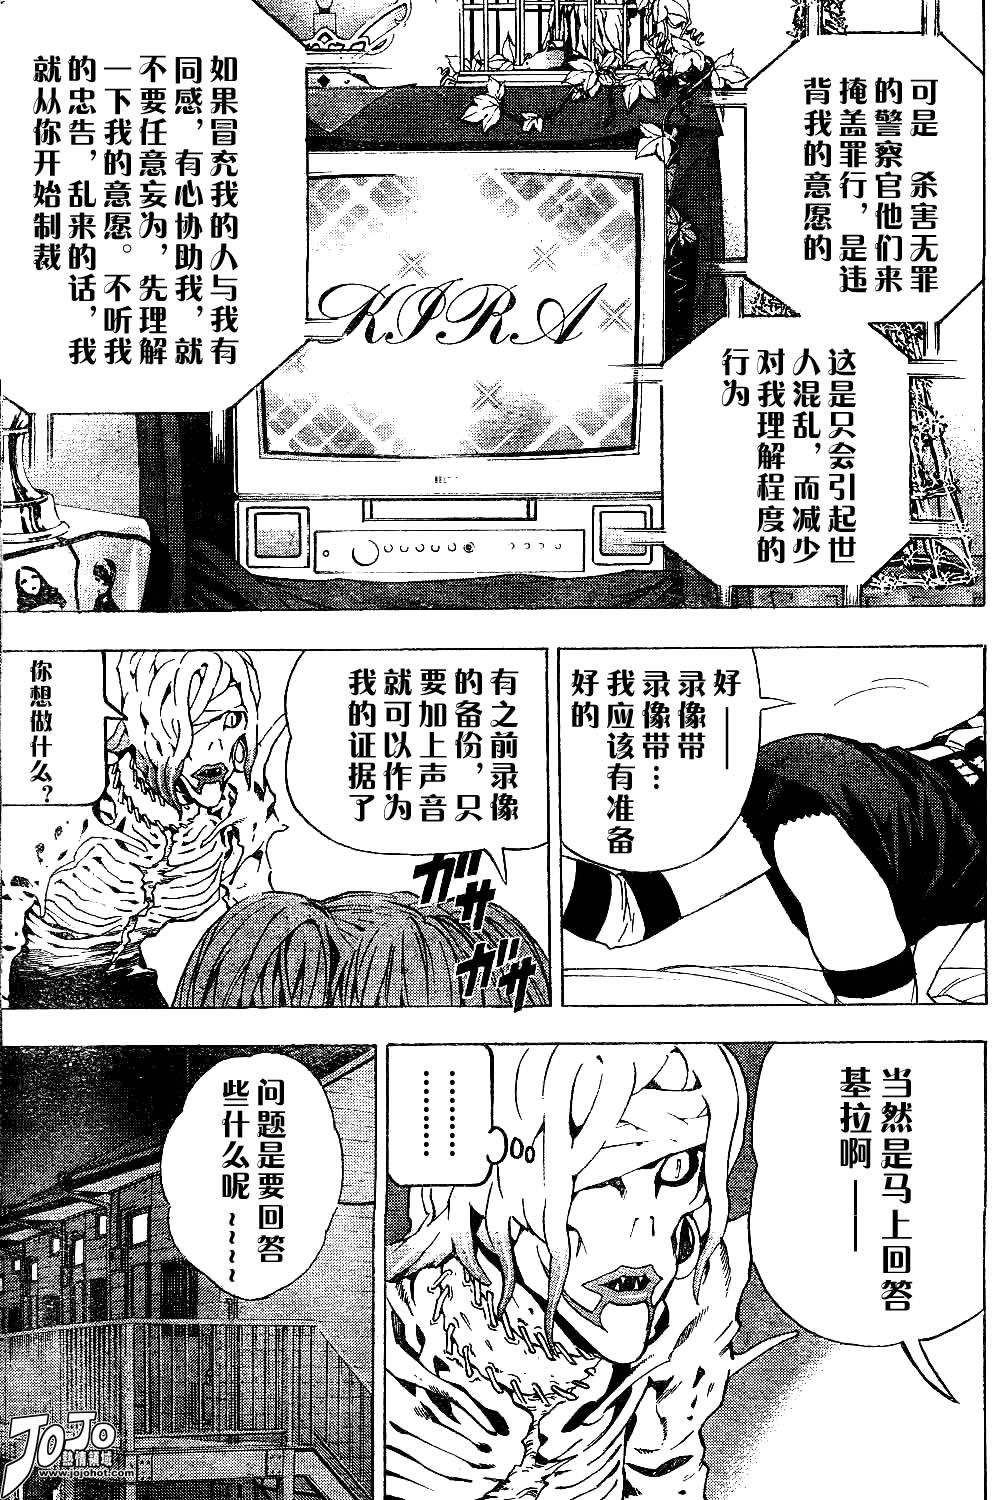 可是 杀害无罪
的警察官他们来
掩盖罪行，是违
背我的意愿的
这是只会引起世
人混乱，而减少
对我理解程度的
行为
KIRA
如果冒充我的人与我有
同感，有心协助我，就
不要任意妄为，先理解
一下我的意愿。不听我
的忠告，乱来的话，我
就从你开始制裁
好——
录像带
录像带…
我应该有准备
好的
有之前录像
的备份，只
要加上声音
就可以作为
我的证据了
ガサ
ガサ
你想做什么？
当然是马上回答
基拉啊——
………
………
问题是要回答
些什么呢~~~~
JOJO
热情领域
www.jojohot.com